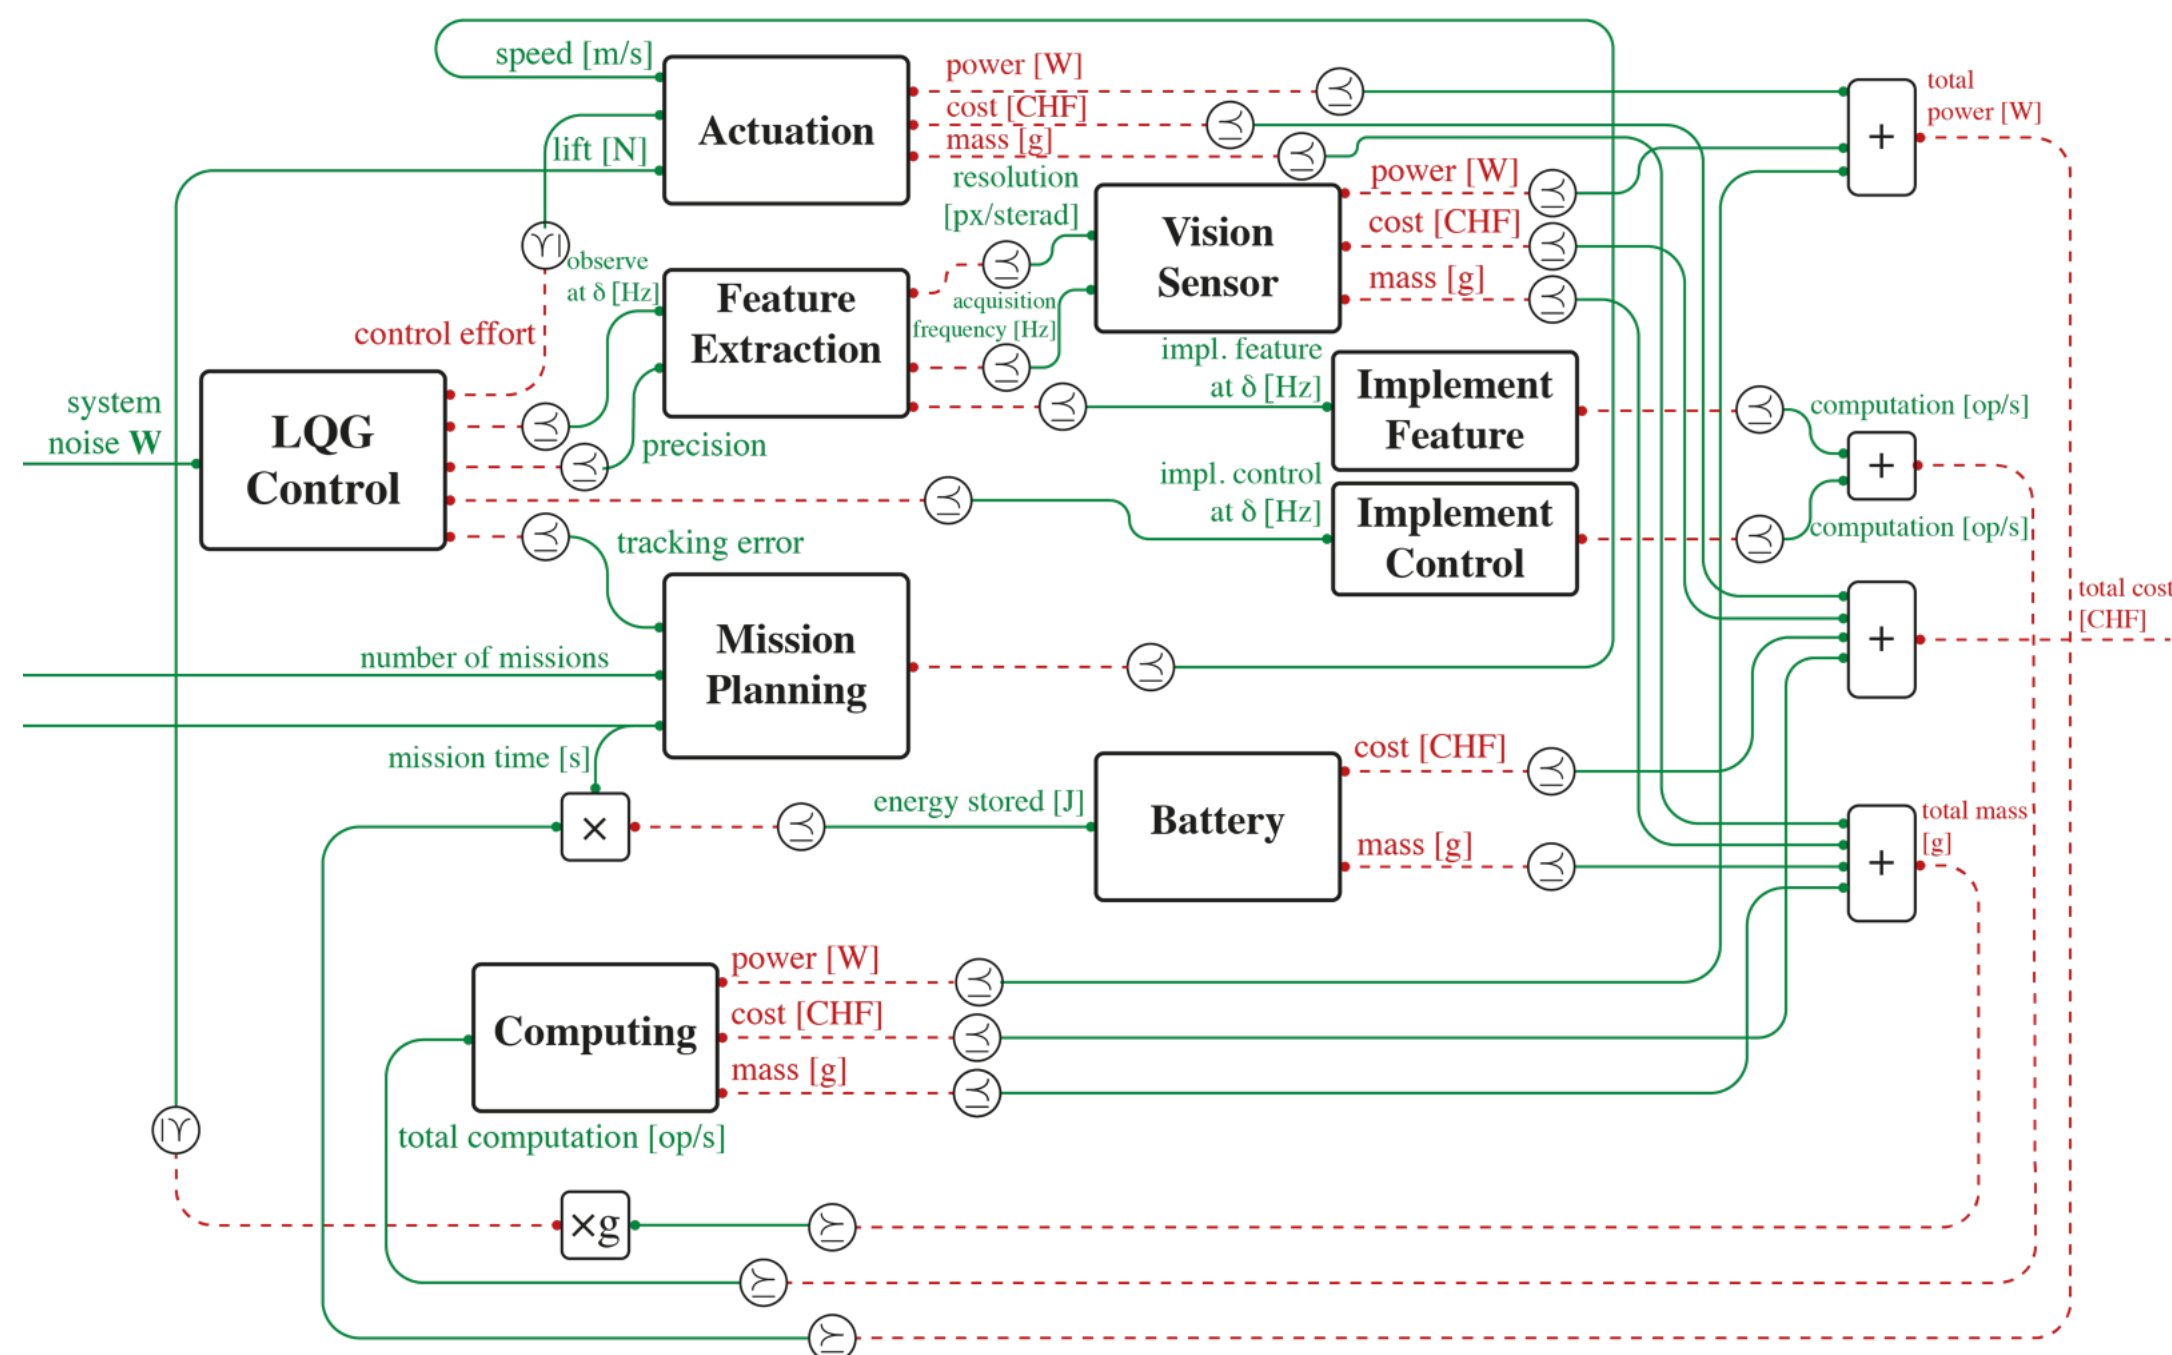 speed [m/s]
lift [N]
Actuation
power [W]
cost [CHF]
mass [g]
total
power [W]
+
resolution
[px/sterad]
Vision
Sensor
power [W]
cost [CHF]
mass [g]
observe
at δ [Hz]
Feature
Extraction
acquisition
frequency [Hz]
control effort
system
noise W
LQG
Control
precision
impl. feature
at δ [Hz]
Implement
Feature
computation [op/s]
+
impl. control
at δ [Hz]
Implement
Control
computation [op/s]
tracking error
total cost
[CHF]
+
number of missions
Mission
Planning
mission time [s]
×
energy stored [J]
Battery
cost [CHF]
mass [g]
total mass
[g]
+
Computing
power [W]
cost [CHF]
mass [g]
total computation [op/s]
×g